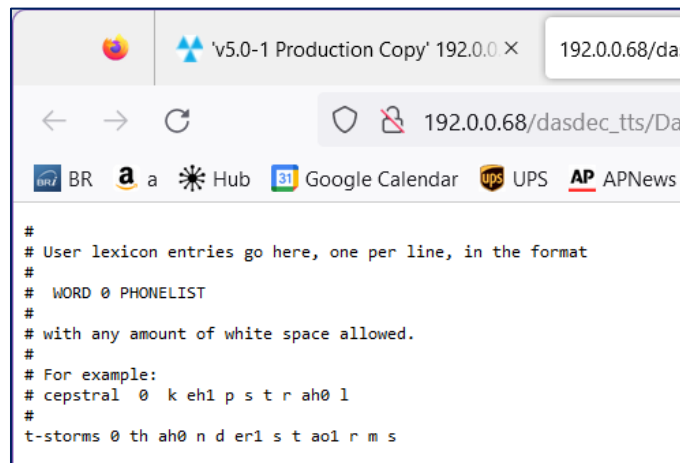 'v5.0-1 Production Copy' 192.0.0. 192.0.0.68/da
192.0.0.68/dasdec_tts/Da
BRi BR a a Hub 31 Google Calendar ups UPS AP APNews
#
# User lexicon entries go here, one per line, in the format
#
#  WORD 0 PHONELIST
#
# with any amount of white space allowed.
#
# For example:
# cepstral  0  k eh1 p s t r ah0 l
#
t-storms 0 th ah0 n d er1 s t ao1 r m s